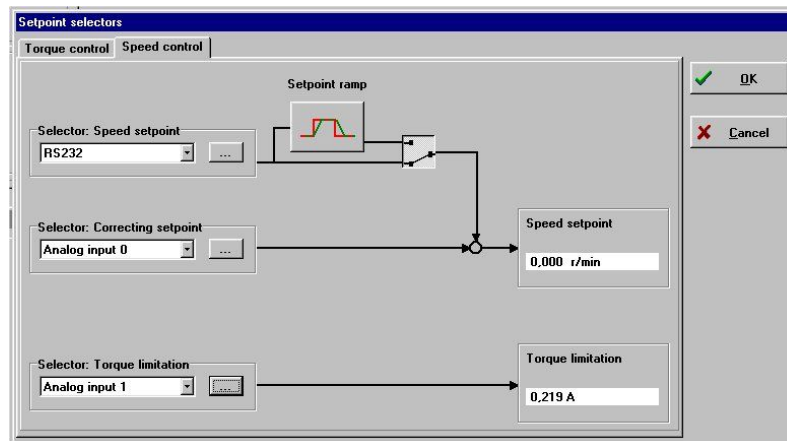 Setpoint selectors
Torque control
Speed control
Setpoint ramp
OK
Cancel
Selector: Speed setpoint
RS232
...
Selector: Correcting setpoint
Analog input 0
...
Speed setpoint
0,000 r/min
Selector: Torque limitation
Analog input 1
...
Torque limitation
0,219 A